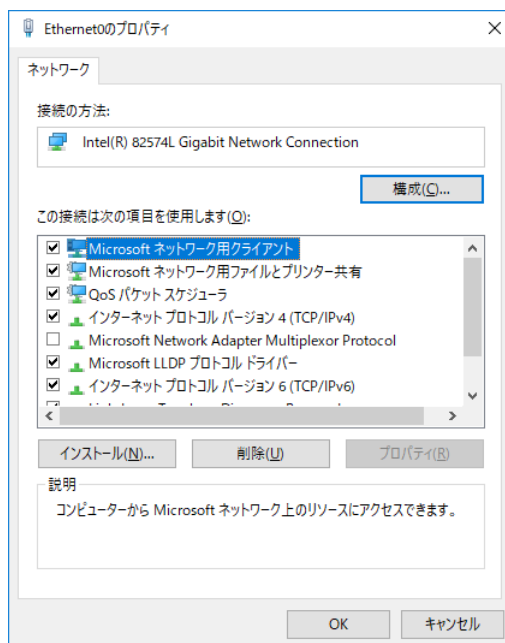 Ethernet0のプロパティ
ネットワーク
接続の方法:
Intel(R) 82574L Gigabit Network Connection
構成(C)...
この接続は次の項目を使用します(O):
Microsoft ネットワーク用クライアント
Microsoft ネットワーク用ファイルとプリンター共有
QoS パケット スケジューラ
インターネット プロトコル バージョン 4 (TCP/IPv4)
Microsoft Network Adapter Multiplexor Protocol
Microsoft LLDP プロトコル ドライバー
インターネット プロトコル バージョン 6 (TCP/IPv6)
インストール(N)...
削除(U)
プロパティ(R)
説明
コンピューターから Microsoft ネットワーク上のリソースにアクセスできます。
OK
キャンセル